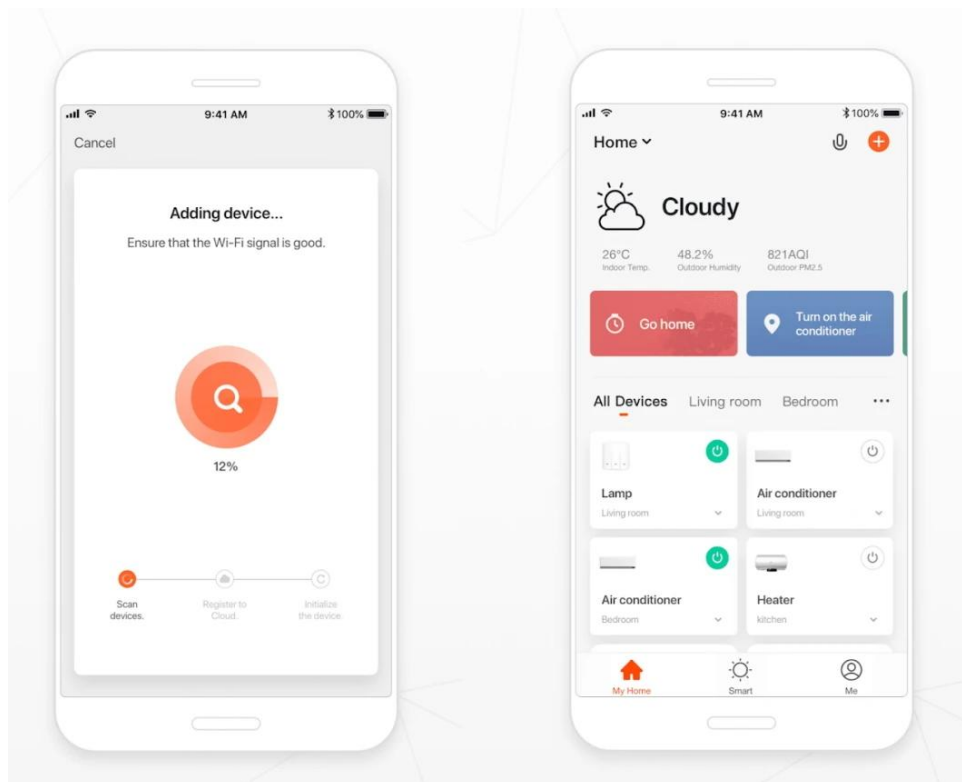 9:41 AM
100%
Cancel
Adding device...
Ensure that the Wi-Fi signal is good.
12%
Scan
devices.
Register to
Cloud.
Initialize
the device.
9:41 AM
100%
Home
Cloudy
26°C
48.2%
821AQI
Indoor Temp.
Outdoor Humidity
Outdoor PM2.5
Go home
Turn on the air
conditioner
All Devices
Living room
Bedroom
Lamp
Living room
Air conditioner
Living room
Air conditioner
Bedroom
Heater
kitchen
My Home
Smart
Me